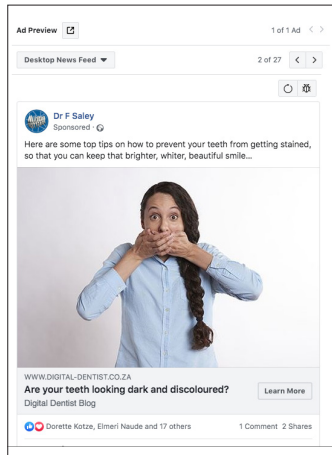 Ad Preview
1 of 1 Ad
Desktop News Feed
2 of 27
Dr F Saley
Sponsored ·
Here are some top tips on how to prevent your teeth from getting stained,
so that you can keep that brighter, whiter, beautiful smile...
WWW.DIGITAL-DENTIST.CO.ZA
Are your teeth looking dark and discoloured?
Learn More
Digital Dentist Blog
Dorette Kotze, Elmeri Naude and 17 others
1 Comment 2 Shares